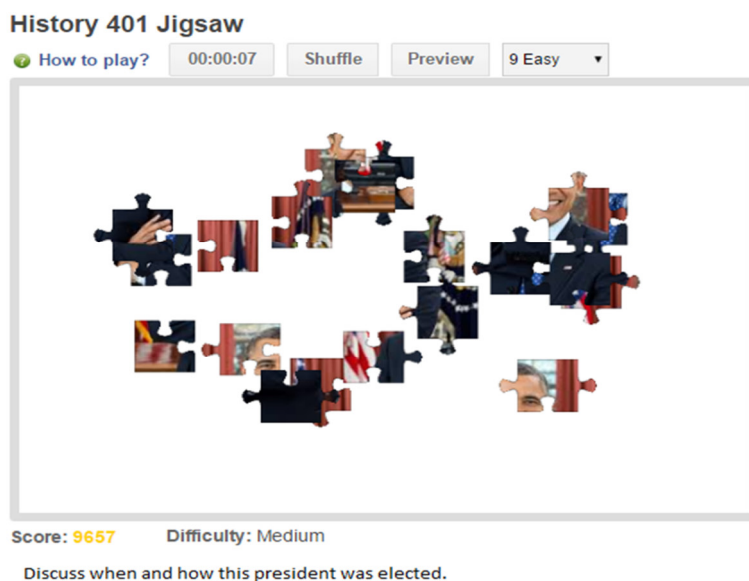 History 401 Jigsaw
How to play? 00:00:07 Shuffle Preview 9 Easy
Score: 9657 Difficulty: Medium
Discuss when and how this president was elected.